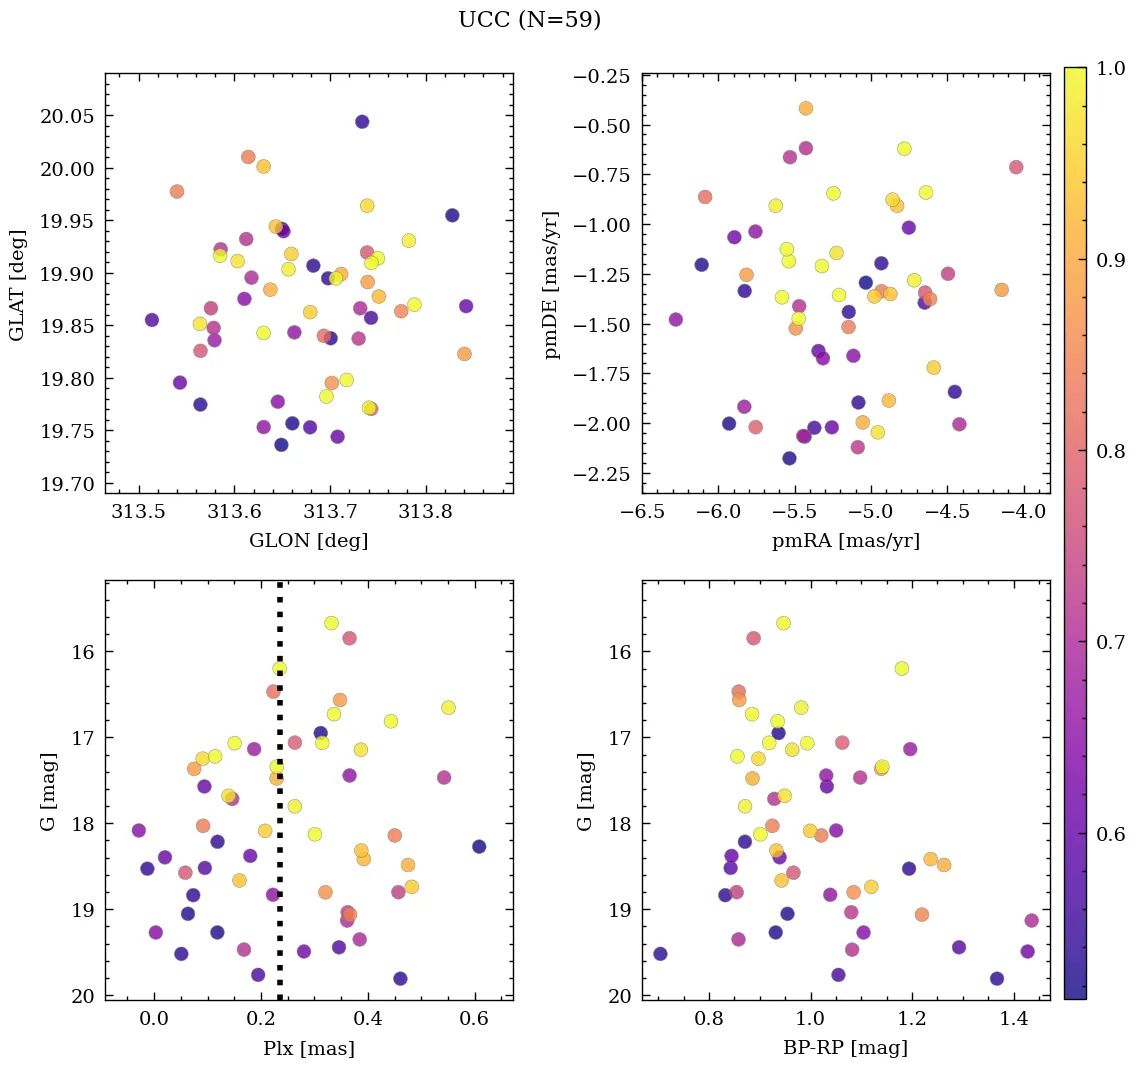 UCC (N=59)
20.05
20.00
19.95
19.90
19.85
19.80
19.75
19.70
GLAT [deg]
313.5 313.6 313.7 313.8
GLON [deg]
−0.25
−0.50
−0.75
−1.00
−1.25
−1.50
−1.75
−2.00
−2.25
pmDE [mas/yr]
−6.5 −6.0 −5.5 −5.0 −4.5 −4.0
pmRA [mas/yr]
1.0
0.9
0.8
0.7
0.6
16
17
18
19
20
G [mag]
0.0 0.2 0.4 0.6
Plx [mas]
16
17
18
19
20
G [mag]
0.8 1.0 1.2 1.4
BP-RP [mag]